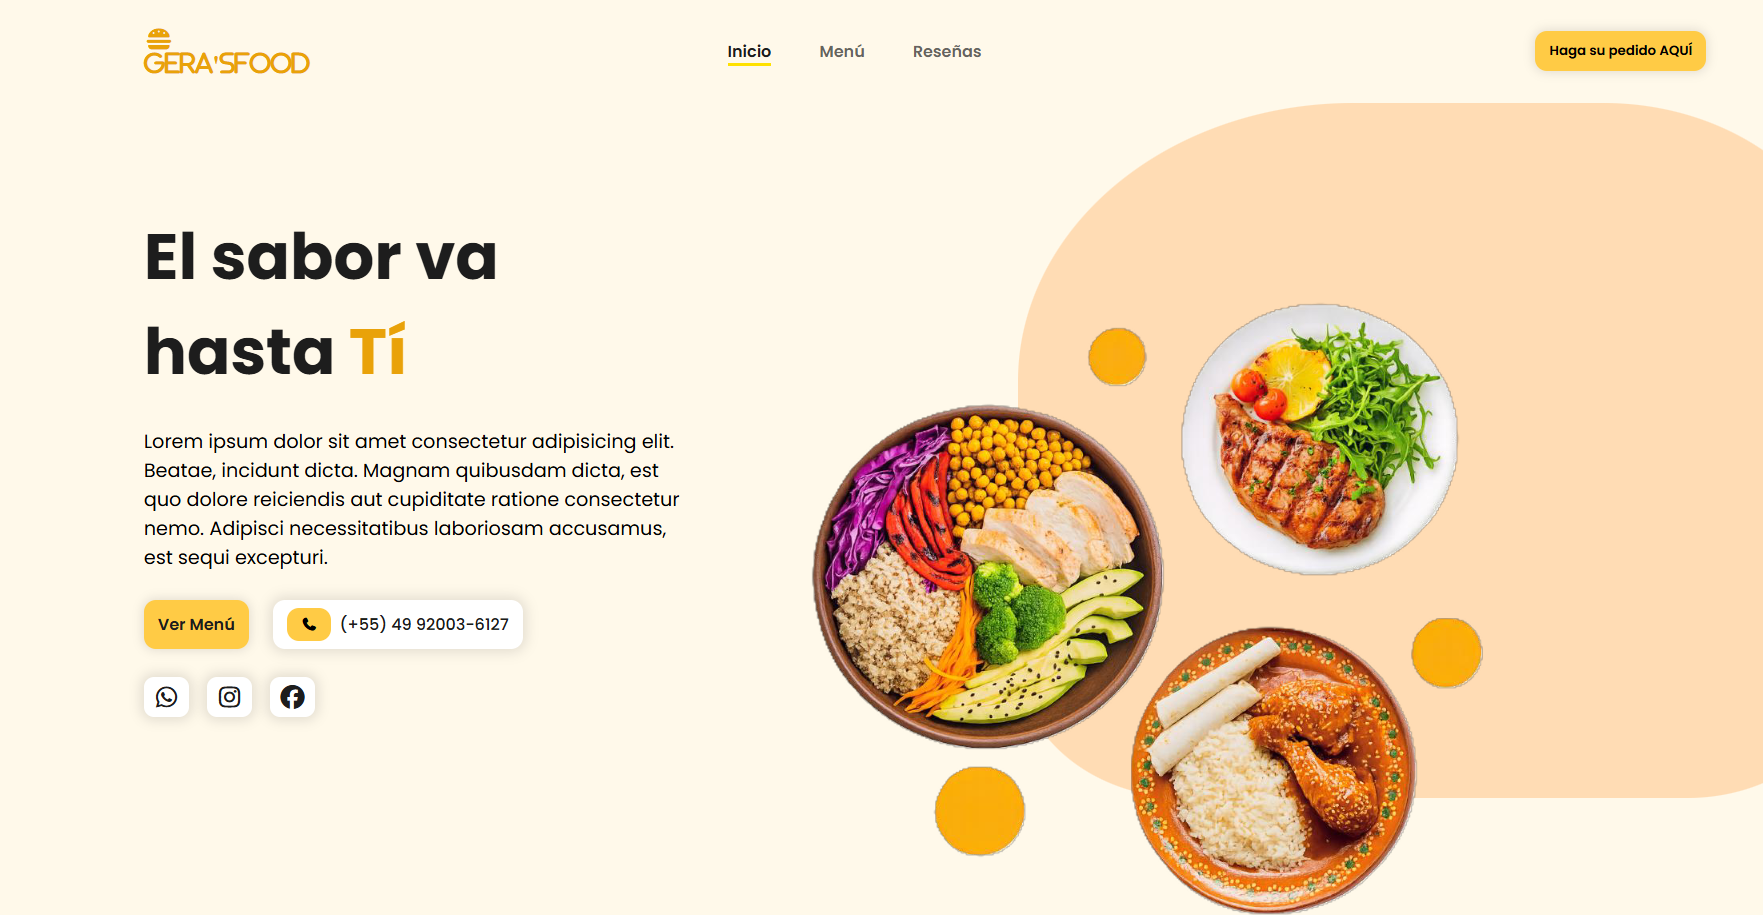 GERA'SFOOD
Inicio
Menú
Reseñas
Haga su pedido AQUÍ
El sabor va
hasta Tí
Lorem ipsum dolor sit amet consectetur adipisicing elit.
Beatae, incidunt dicta. Magnam quibusdam dicta, est
quo dolore reiciendis aut cupiditate ratione consectetur
nemo. Adipisci necessitatibus laboriosam accusamus,
est sequi excepturi.
Ver Menú
(+55) 49 92003-6127